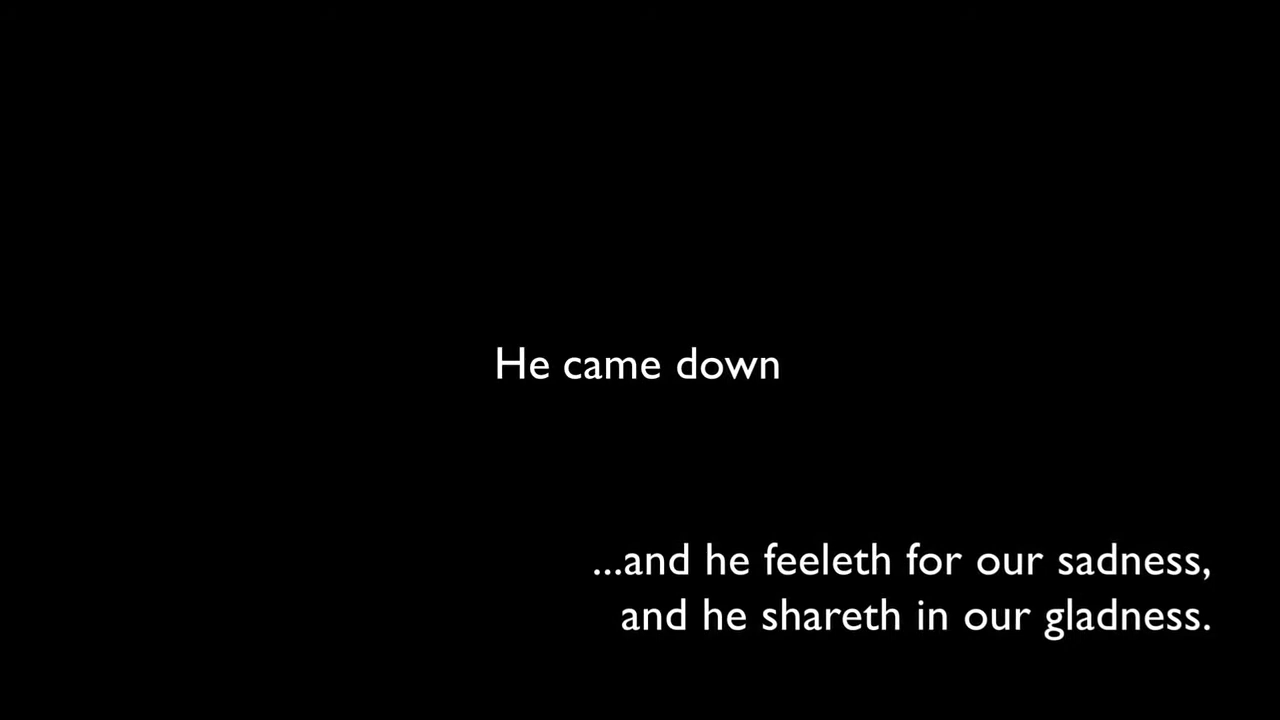 He came down
...and he feeleth for our sadness,
and he shareth in our gladness.